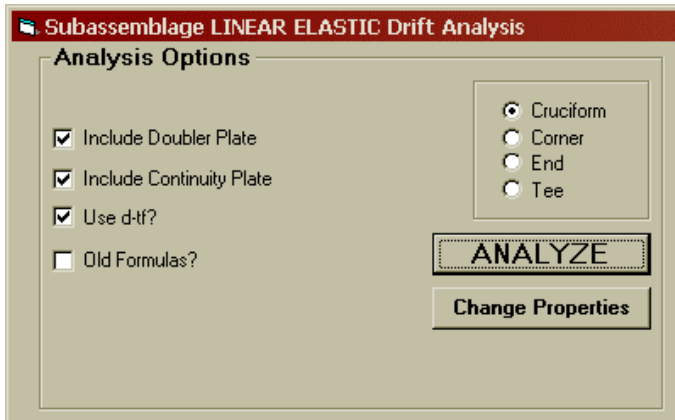 Subassemblage LINEAR ELASTIC Drift Analysis
Analysis Options
Include Doubler Plate
Include Continuity Plate
Use d-tf?
Old Formulas?
Cruciform
Corner
End
Tee
ANALYZE
Change Properties